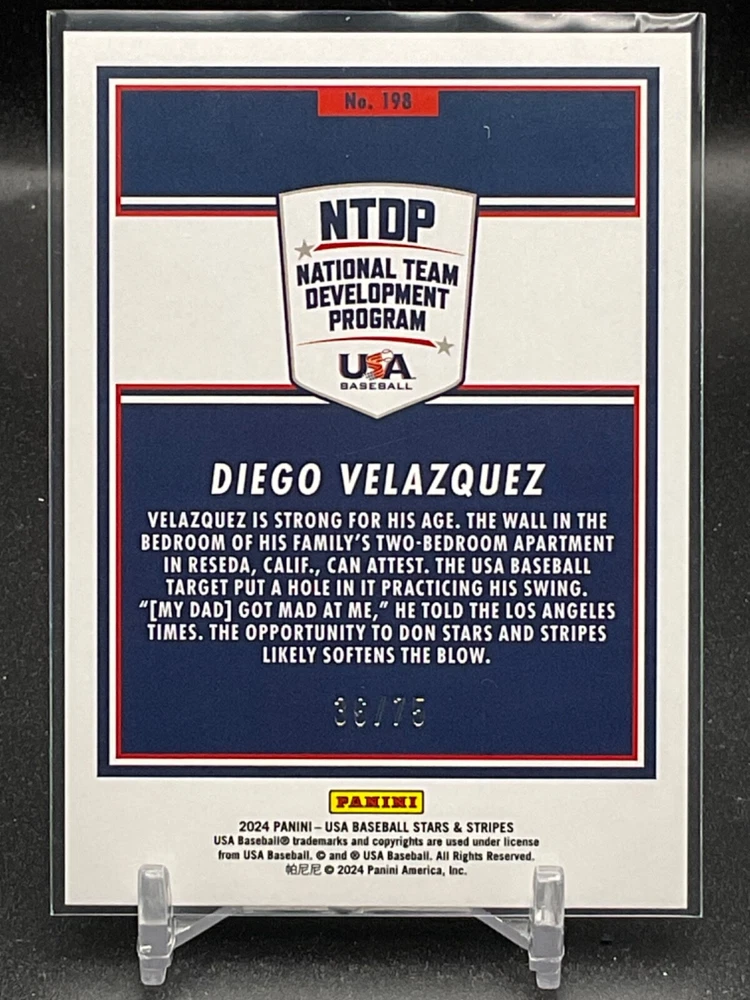 No. 198
NTDP
NATIONAL TEAM
DEVELOPMENT
PROGRAM
USA
BASEBALL
DIEGO VELAZQUEZ
VELAZQUEZ IS STRONG FOR HIS AGE. THE WALL IN THE
BEDROOM OF HIS FAMILY'S TWO-BEDROOM APARTMENT
IN RESEDA, CALIF., CAN ATTEST. THE USA BASEBALL
TARGET PUT A HOLE IN IT PRACTICING HIS SWING.
"[MY DAD] GOT MAD AT ME," HE TOLD THE LOS ANGELES
TIMES. THE OPPORTUNITY TO DON STARS AND STRIPES
LIKELY SOFTENS THE BLOW.
PANINI
2024 PANINI – USA BASEBALL STARS & STRIPES
USA Baseball® trademarks and copyrights are used under license
from USA Baseball. © and ® USA Baseball. All Rights Reserved.
帕尼尼 © 2024 Panini America, Inc.